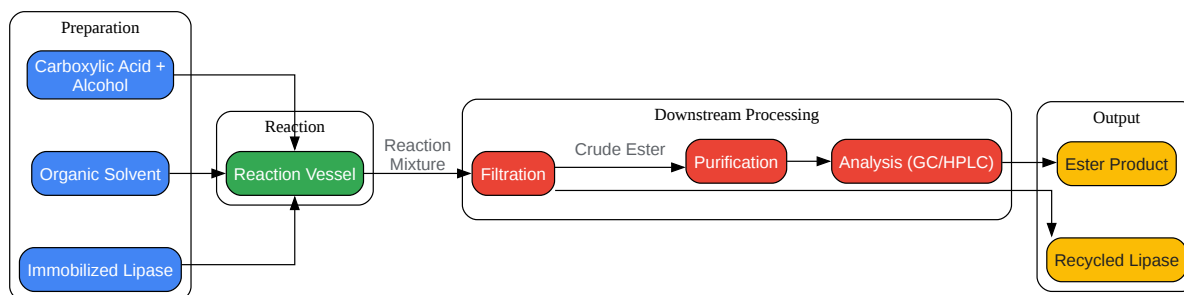 Preparation
Carboxylic Acid +
Alcohol
Organic Solvent
Immobilized Lipase
Reaction
Reaction Vessel
Reaction
Mixture
Downstream Processing
Filtration
Crude Ester
Purification
Analysis (GC/HPLC)
Output
Ester Product
Recycled Lipase